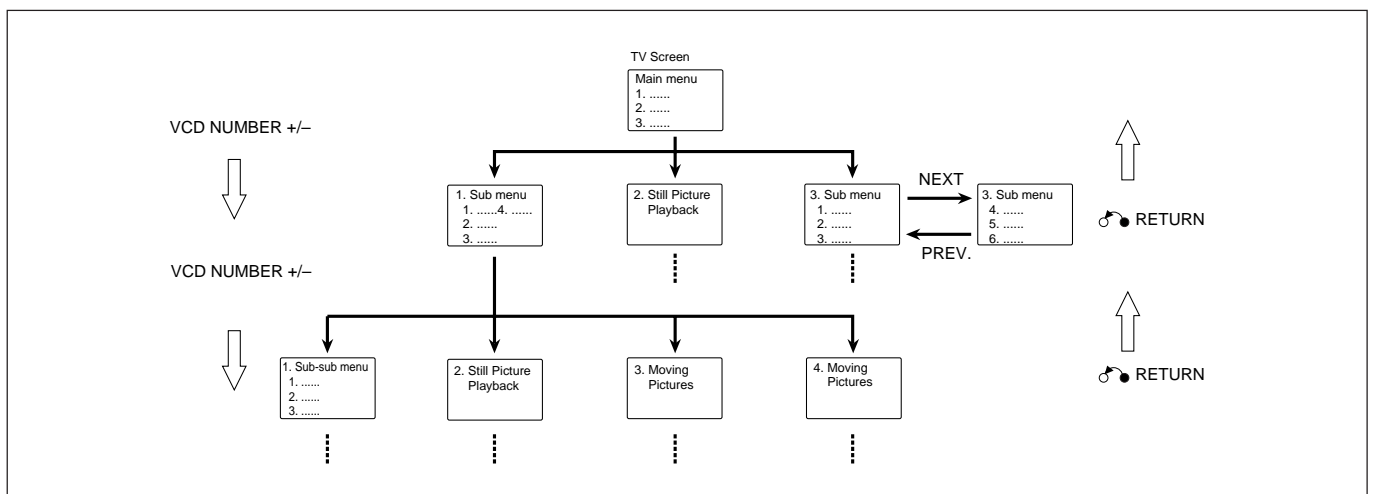 TV Screen
Main menu
1. ......
2. ......
3. ......
VCD NUMBER +/–
1. Sub menu
1. ......4. ......
2. ......
3. ......
2. Still Picture
Playback
3. Sub menu
1. ......
2. ......
3. ......
NEXT
PREV.
3. Sub menu
4. ......
5. ......
6. ......
RETURN
VCD NUMBER +/–
1. Sub-sub menu
1. ......
2. ......
3. ......
2. Still Picture
Playback
3. Moving
Pictures
4. Moving
Pictures
RETURN